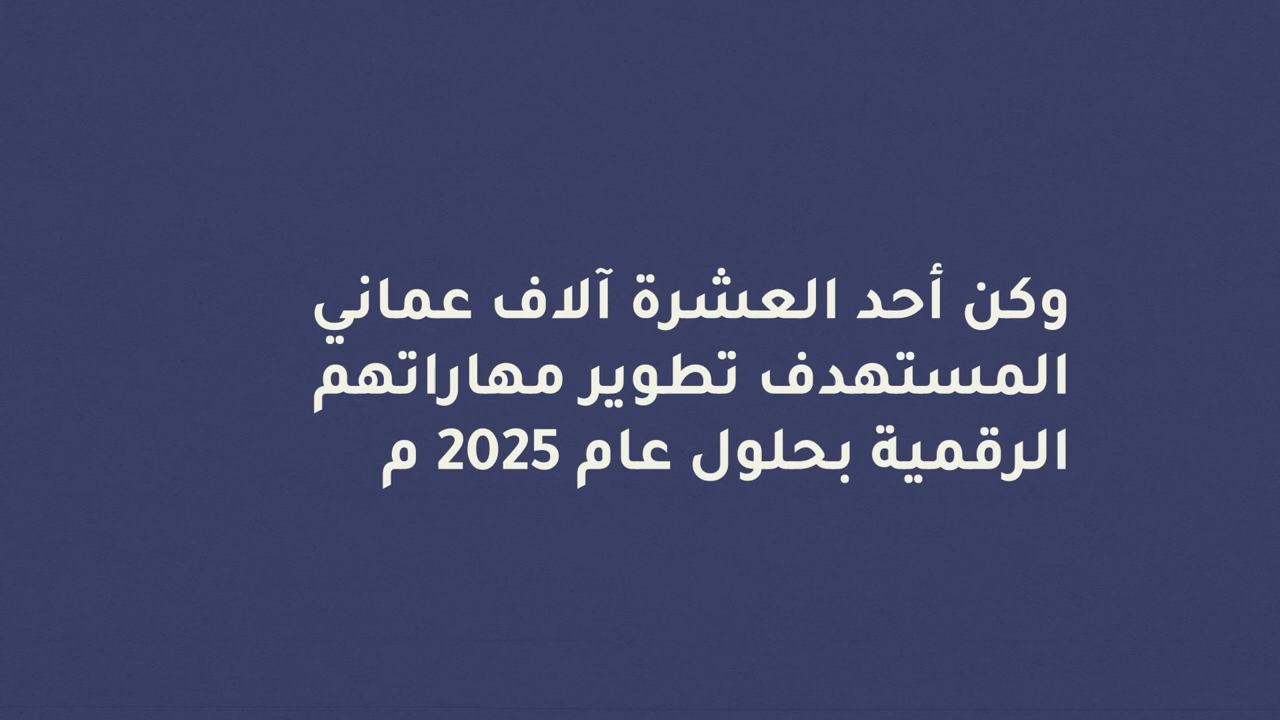 وكن أحد العشرة آلاف عماني
المستهدف تطوير مهاراتهم
الرقمية بحلول عام 2025 م